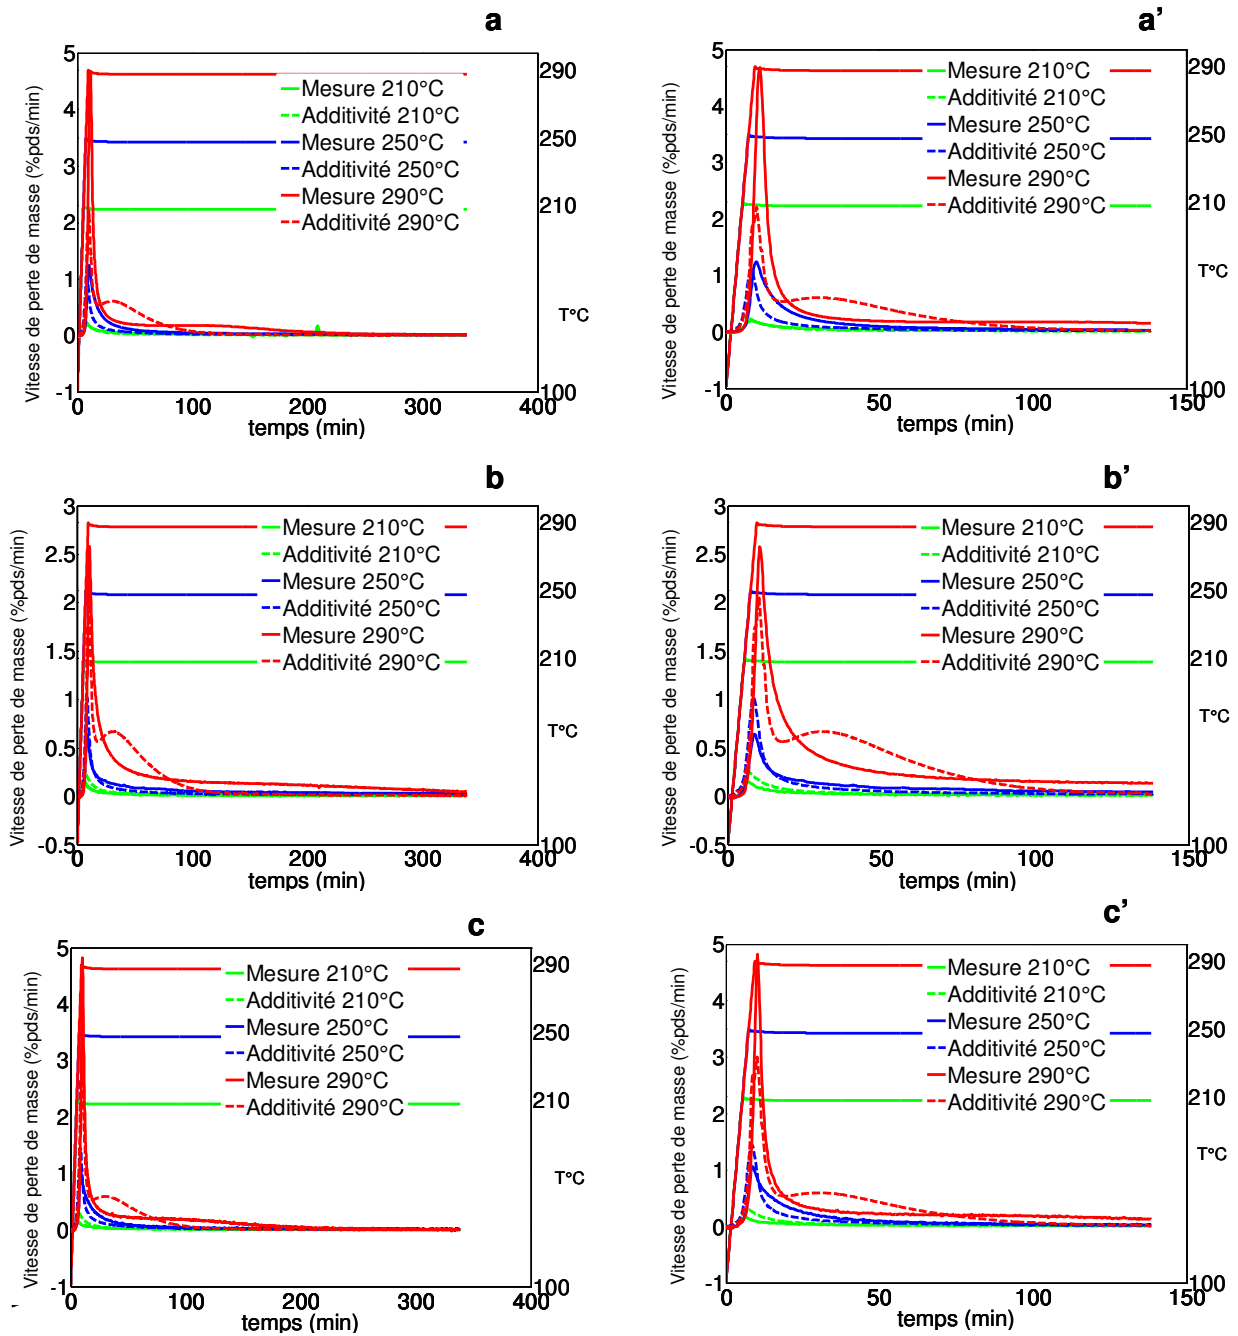 a
Vitesse de perte de masse (%pds/min)
5
4
3
2
1
0
-1
Mesure 210°C
Additivité 210°C
Mesure 250°C
Additivité 250°C
Mesure 290°C
Additivité 290°C
290
250
210
T°C
100
0
100
200
300
400
temps (min)
a’
Vitesse de perte de masse (%pds/min)
5
4
3
2
1
0
-1
Mesure 210°C
Additivité 210°C
Mesure 250°C
Additivité 250°C
Mesure 290°C
Additivité 290°C
290
250
210
T°C
100
0
50
100
150
temps (min)
b
Vitesse de perte de masse (%pds/min)
3
2.5
2
1.5
1
0.5
0
-0.5
Mesure 210°C
Additivité 210°C
Mesure 250°C
Additivité 250°C
Mesure 290°C
Additivité 290°C
290
250
210
T°C
100
0
100
200
300
400
temps (min)
b’
Vitesse de perte de masse (%pds/min)
3
2.5
2
1.5
1
0.5
0
-0.5
Mesure 210°C
Additivité 210°C
Mesure 250°C
Additivité 250°C
Mesure 290°C
Additivité 290°C
290
250
210
T°C
100
0
50
100
150
temps (min)
c
Vitesse de perte de masse (%pds/min)
5
4
3
2
1
0
-1
Mesure 210°C
Additivité 210°C
Mesure 250°C
Additivité 250°C
Mesure 290°C
Additivité 290°C
290
250
210
T°C
100
0
100
200
300
400
temps (min)
c’
Vitesse de perte de masse (%pds/min)
5
4
3
2
1
0
-1
Mesure 210°C
Additivité 210°C
Mesure 250°C
Additivité 250°C
Mesure 290°C
Additivité 290°C
290
250
210
T°C
100
0
50
100
150
temps (min)